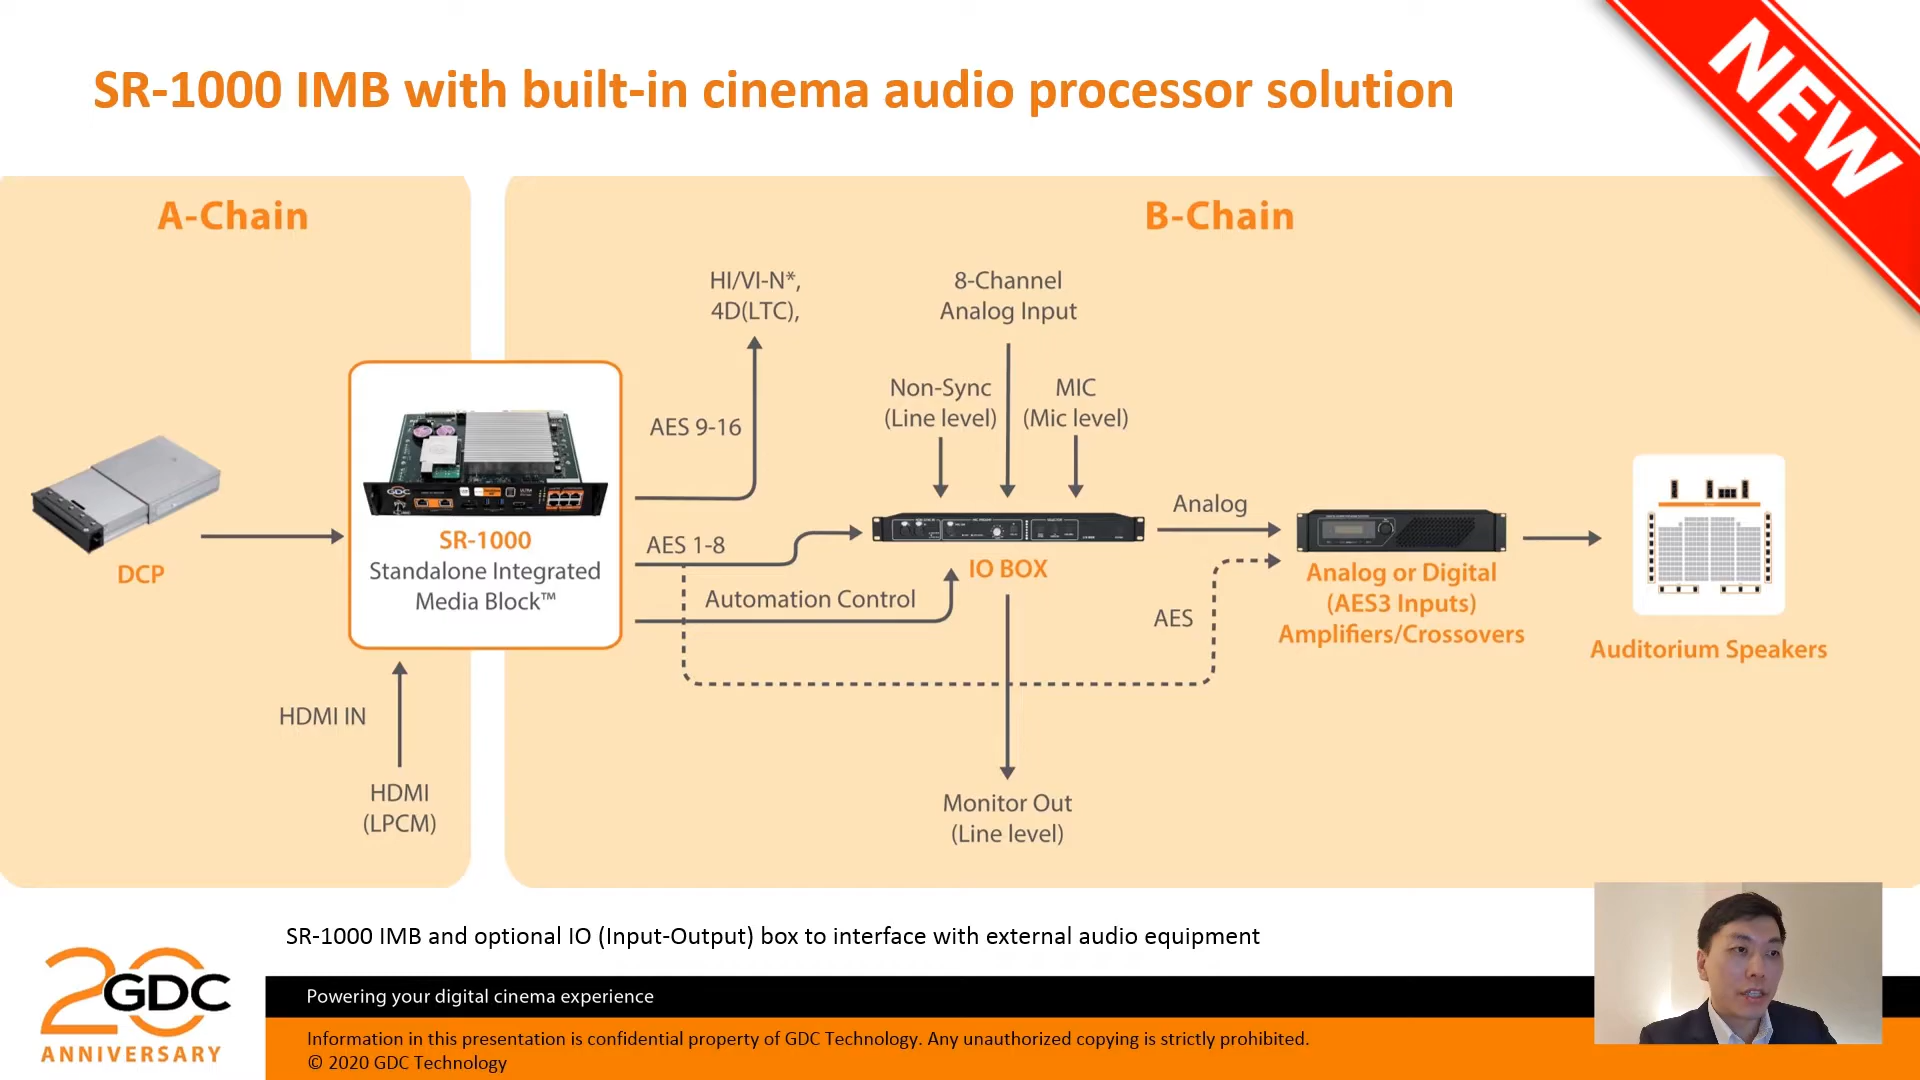 SR-1000 IMB with built-in cinema audio processor solution
NEW
A-Chain
B-Chain
HI/VI-N*,
4D(LTC),
8-Channel
Analog Input
Non-Sync
(Line level)
MIC
(Mic level)
AES 9-16
AES 1-8
Automation Control
DCP
GDC
SR-1000
Standalone Integrated
Media Block™
IO BOX
Analog
AES
Analog or Digital
(AES3 Inputs)
Amplifiers/Crossovers
Auditorium Speakers
HDMI IN
HDMI
(LPCM)
Monitor Out
(Line level)
SR-1000 IMB and optional IO (Input-Output) box to interface with external audio equipment
20 GDC
ANNIVERSARY
Powering your digital cinema experience
Information in this presentation is confidential property of GDC Technology. Any unauthorized copying is strictly prohibited.
© 2020 GDC Technology